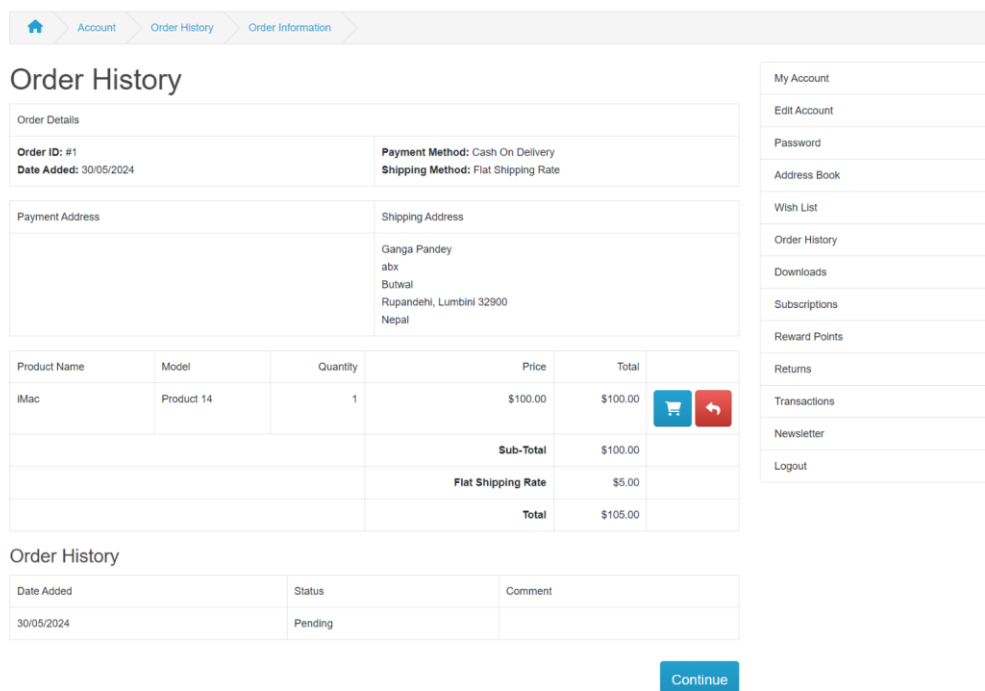 Account Order History Order Information
Order History
Order Details
Order ID: #1
Date Added: 30/05/2024
Payment Method: Cash On Delivery
Shipping Method: Flat Shipping Rate
Payment Address Shipping Address
Ganga Pandey
abx
Butwal
Rupandehi, Lumbini 32900
Nepal
Product Name Model Quantity Price Total
iMac Product 14 1 $100.00 $100.00
Sub-Total $100.00
Flat Shipping Rate $5.00
Total $105.00
Order History
Date Added Status Comment
30/05/2024 Pending
Continue
My Account
Edit Account
Password
Address Book
Wish List
Order History
Downloads
Subscriptions
Reward Points
Returns
Transactions
Newsletter
Logout